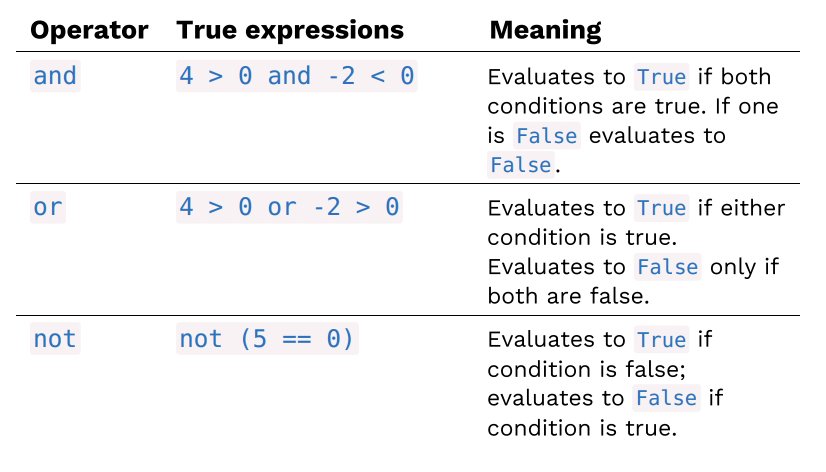 Operator True expressions Meaning
and 4 > 0 and -2 < 0 Evaluates to True if both
conditions are true. If one
is False evaluates to
False.
or 4 > 0 or -2 > 0 Evaluates to True if either
condition is true.
Evaluates to False only if
both are false.
not not (5 == 0) Evaluates to True if
condition is false;
evaluates to False if
condition is true.